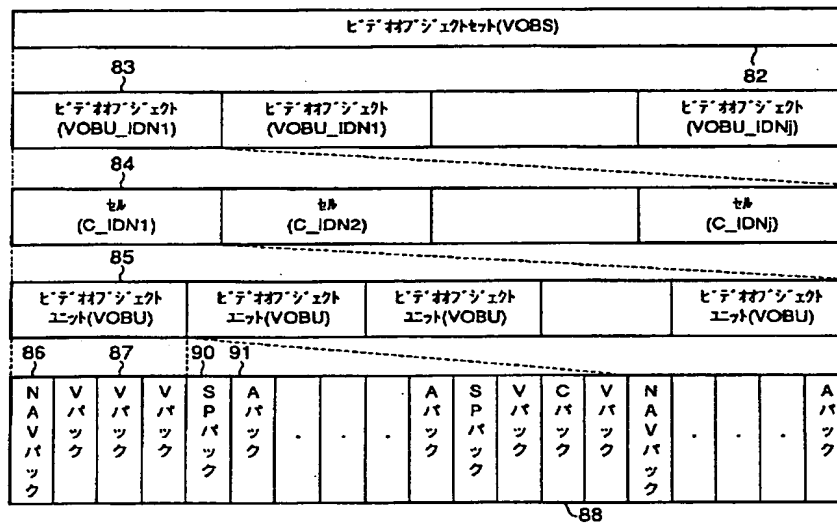 ビデオオブジェクトセット(VOBS)
83
82
ビデオオブジェクト
(VOBU_IDN1)
ビデオオブジェクト
(VOBU_IDN1)
ビデオオブジェクト
(VOBU_IDNj)
84
セル
(C_IDN1)
セル
(C_IDN2)
セル
(C_IDNj)
85
ビデオオブジェクト
ユニット(VOBU)
ビデオオブジェクト
ユニット(VOBU)
ビデオオブジェクト
ユニット(VOBU)
ビデオオブジェクト
ユニット(VOBU)
86
87
90
91
NAVパック
Vパック
Vパック
Vパック
SPパック
Aパック
・
・
・
Aパック
SPパック
Vパック
Cパック
Vパック
NAVパック
・
・
・
Aパック
88